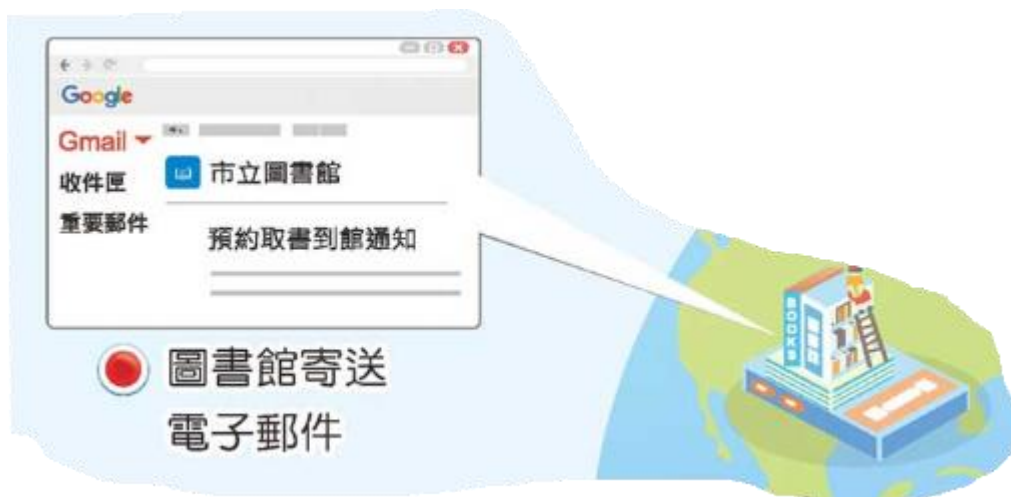 Google
Gmail
收件匣
重要郵件
市立圖書館
預約取書到館通知
圖書館寄送
電子郵件
BOOKS